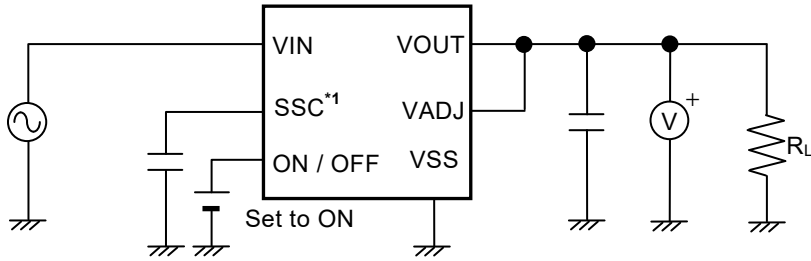 VIN
VOUT
SSC*1
VADJ
ON / OFF
VSS
Set to ON
V
+
RL